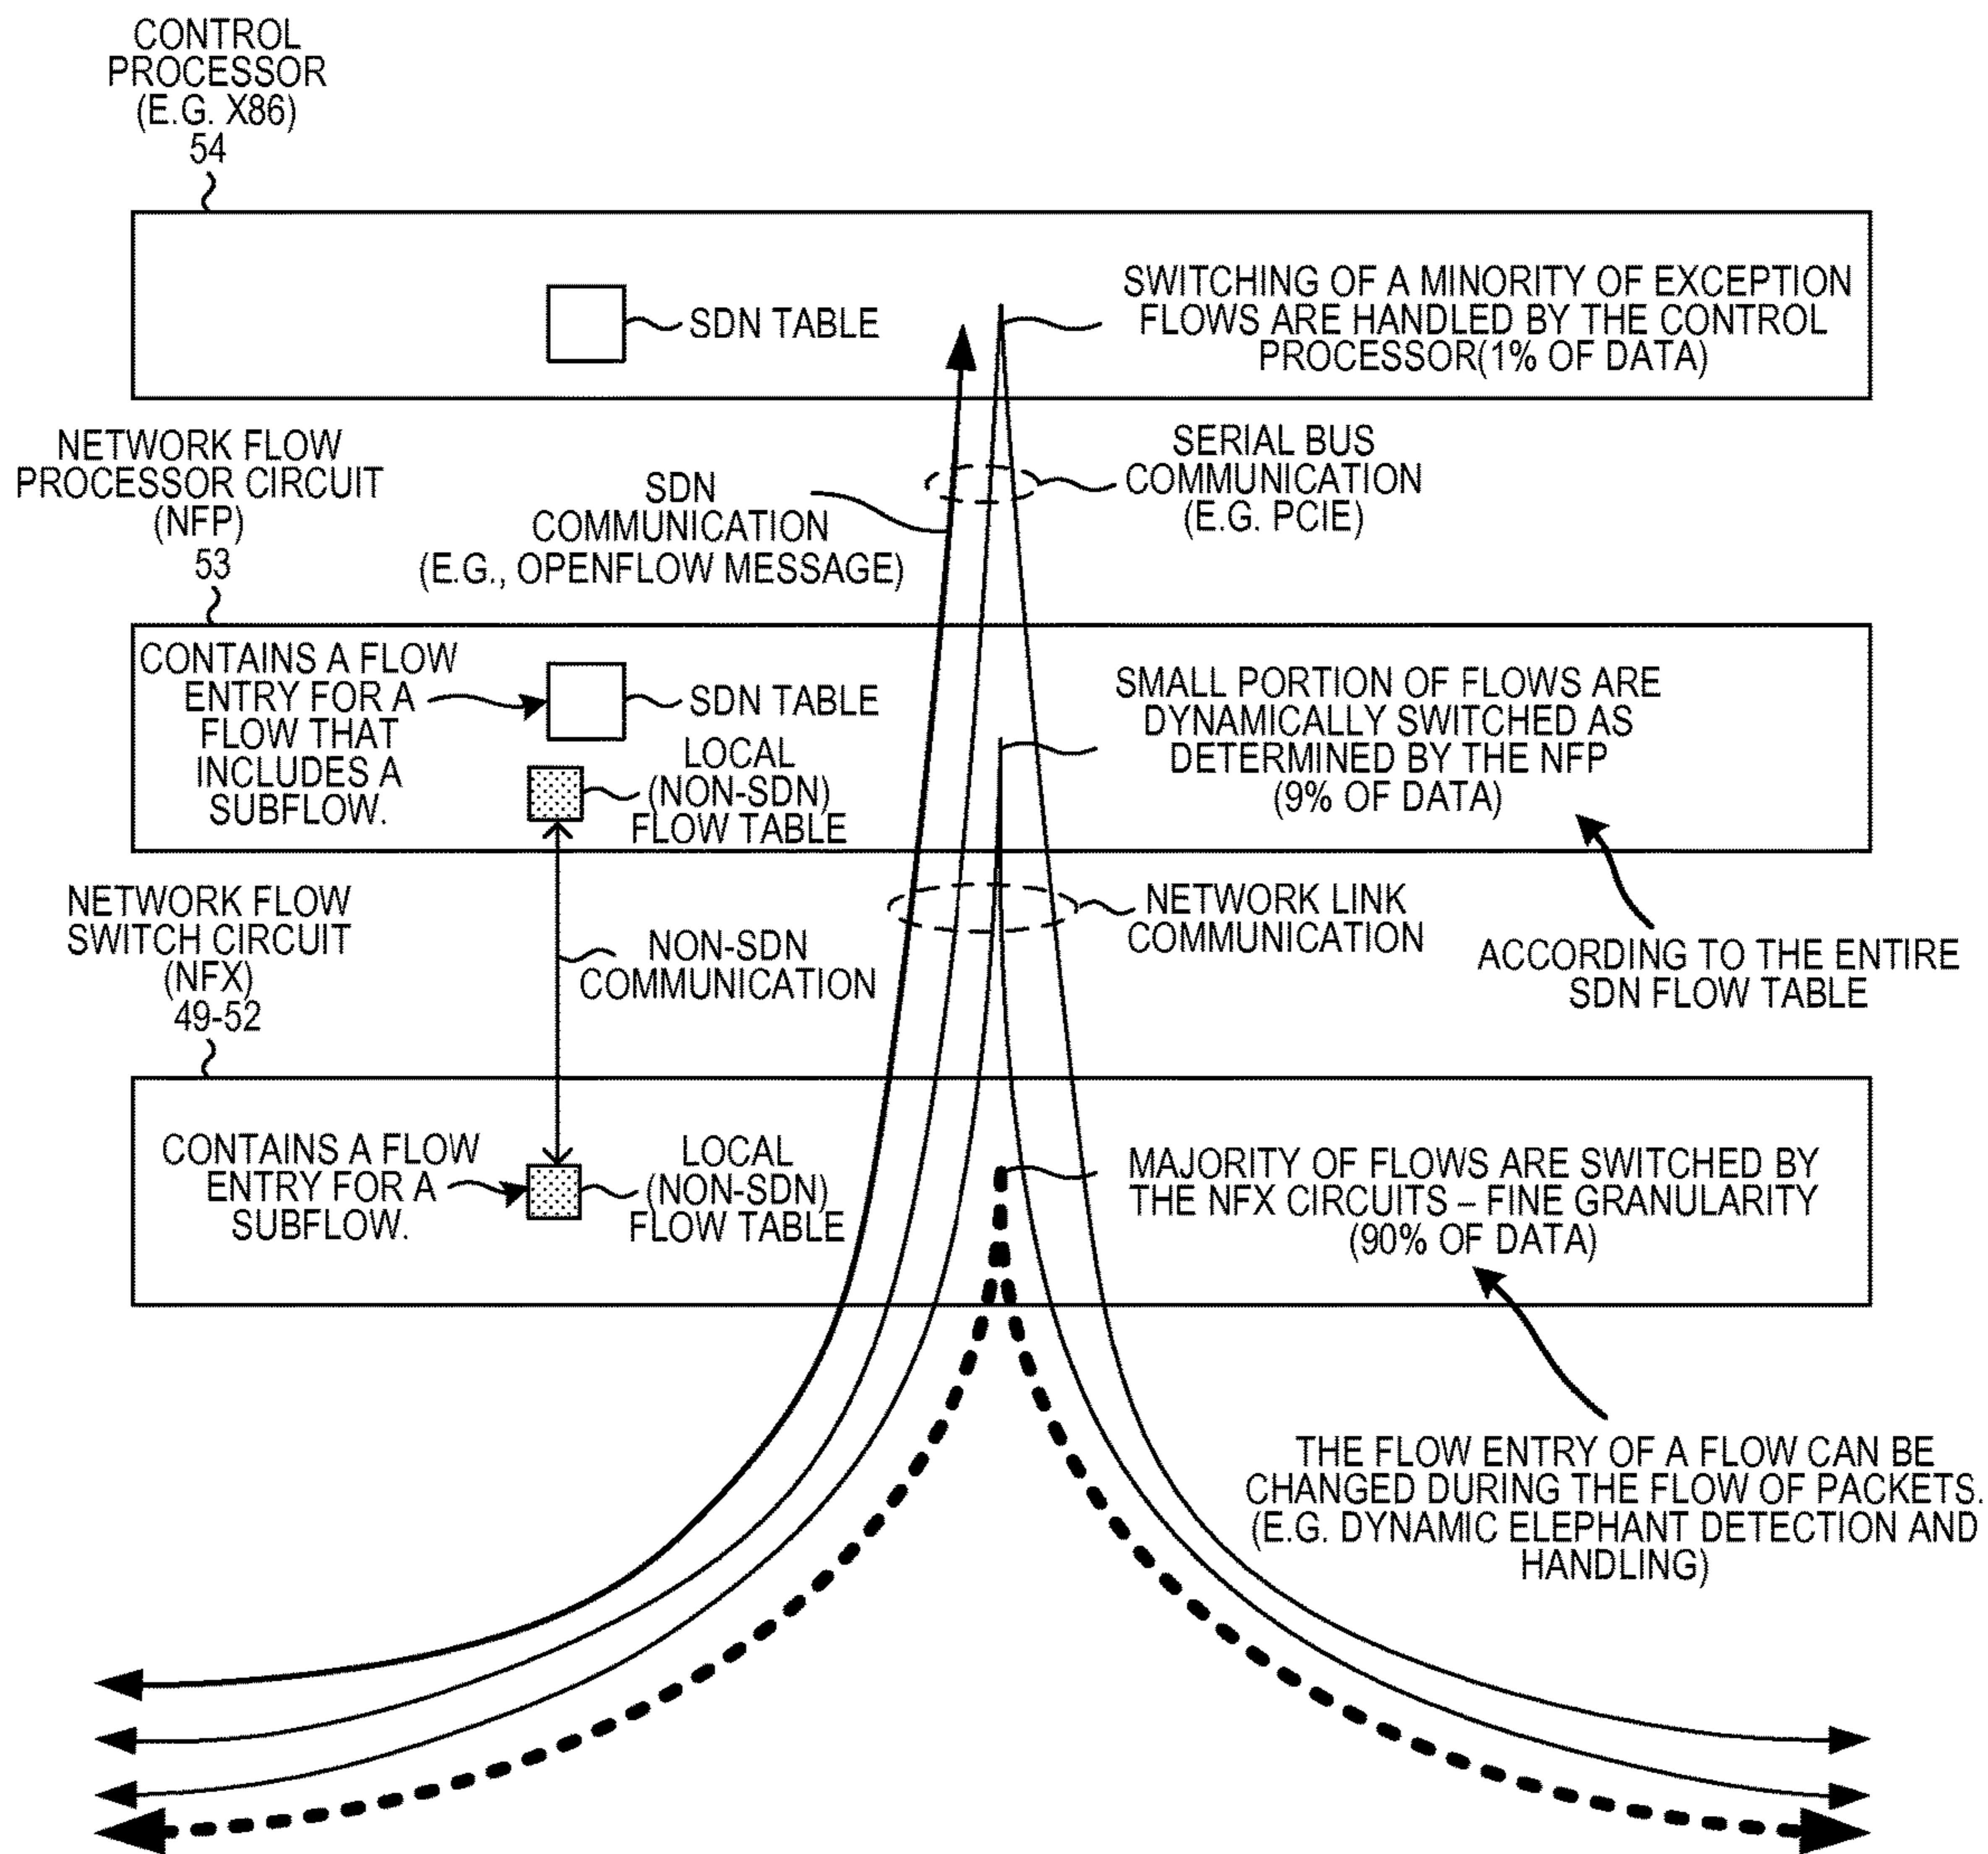 CONTROL
PROCESSOR
(E.G. X86)
54
SDN TABLE
SWITCHING OF A MINORITY OF EXCEPTION
FLOWS ARE HANDLED BY THE CONTROL
PROCESSOR(1% OF DATA)
NETWORK FLOW
PROCESSOR CIRCUIT
(NFP)
53
SDN
COMMUNICATION
(E.G., OPENFLOW MESSAGE)
SERIAL BUS
COMMUNICATION
(E.G. PCIE)
CONTAINS A FLOW
ENTRY FOR A
FLOW THAT
INCLUDES A
SUBFLOW.
SDN TABLE
LOCAL
(NON-SDN)
FLOW TABLE
SMALL PORTION OF FLOWS ARE
DYNAMICALLY SWITCHED AS
DETERMINED BY THE NFP
(9% OF DATA)
NETWORK FLOW
SWITCH CIRCUIT
(NFX)
49-52
NON-SDN
COMMUNICATION
NETWORK LINK
COMMUNICATION
ACCORDING TO THE ENTIRE
SDN FLOW TABLE
CONTAINS A FLOW
ENTRY FOR A
SUBFLOW.
LOCAL
(NON-SDN)
FLOW TABLE
MAJORITY OF FLOWS ARE SWITCHED BY
THE NFX CIRCUITS – FINE GRANULARITY
(90% OF DATA)
THE FLOW ENTRY OF A FLOW CAN BE
CHANGED DURING THE FLOW OF PACKETS.
(E.G. DYNAMIC ELEPHANT DETECTION AND
HANDLING)